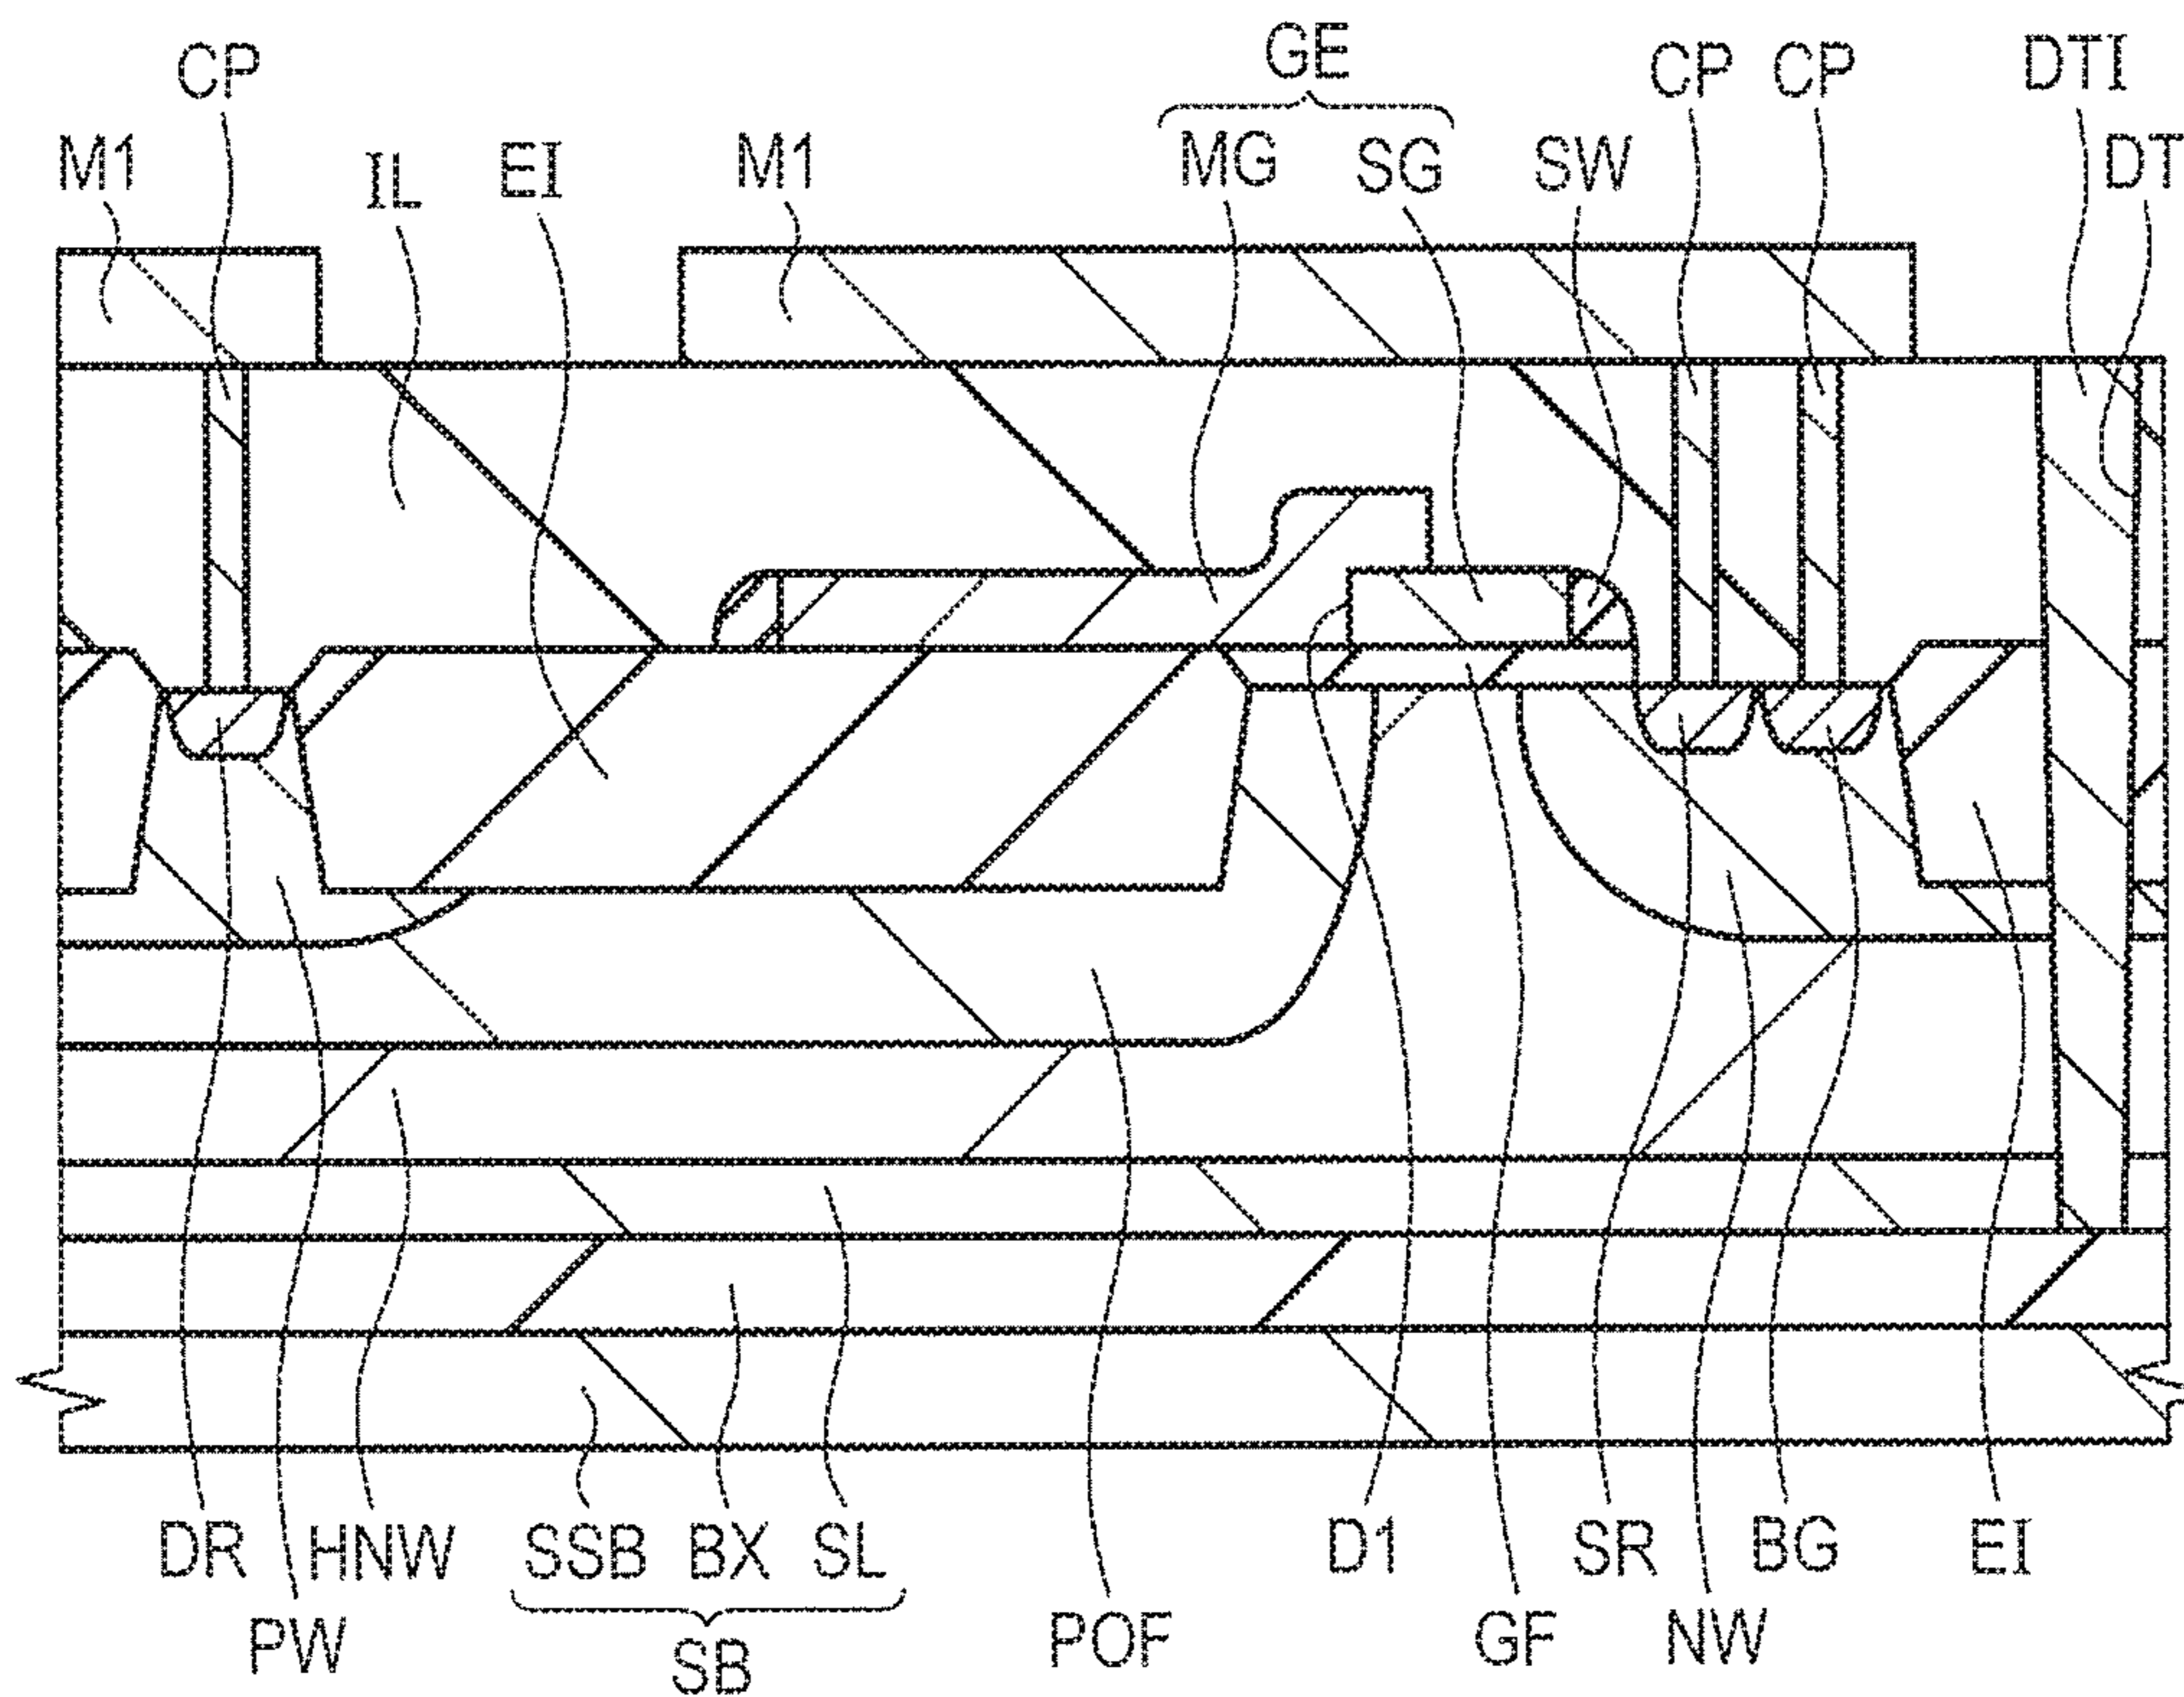 GE
CP CP CP DTI
M1 IL EI M1 MG SG SW DT
DR HNW SSB BX SL D1 SR BG EI
PW SB POF GF NW